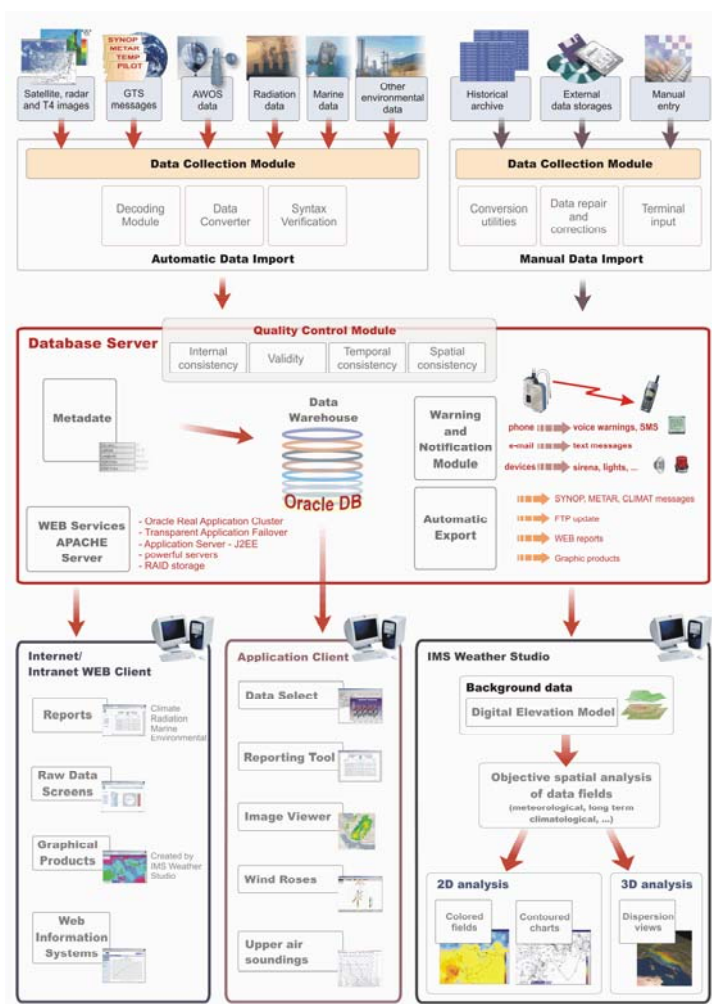 SYNOP
METAR
TEMP
PILOT
Satellite, radar
and T4 images
GTS
messages
AWOS
data
Radiation
data
Marine
data
Other
environmental
data
Historical
archive
External
data storages
Manual
entry
Data Collection Module
Decoding
Module
Data
Converter
Syntax
Verification
Automatic Data Import
Data Collection Module
Conversion
utilities
Data repair
and
corrections
Terminal
input
Manual Data Import
Database Server
Quality Control Module
Internal
consistency
Validity
Temporal
consistency
Spatial
consistency
Metadate
Data
Warehouse
Oracle DB
Warning
and
Notification
Module
phone
voice warnings, SMS
e-mail
text messages
devices
sirena, lights, ...
WEB Services
APACHE
Server
- Oracle Real Application Cluster
- Transparent Application Failover
- Application Server - J2EE
- powerful servers
- RAID storage
Automatic
Export
SYNOP, METAR, CLIMAT messages
FTP update
WEB reports
Graphic products
Internet/
Intranet WEB Client
Reports
Climate
Radiation
Marine
Environmental
Raw Data
Screens
Graphical
Products
Created by
IMS Weather
Studio
Web
Information
Systems
Application Client
Data Select
Reporting Tool
Image Viewer
Wind Roses
Upper air
soundings
IMS Weather Studio
Background data
Digital Elevation Model
Objective spatial analysis
of data fields
(meteorological, long term
climatological, ...)
2D analysis
Colored
fields
Contoured
charts
3D analysis
Dispersion
views